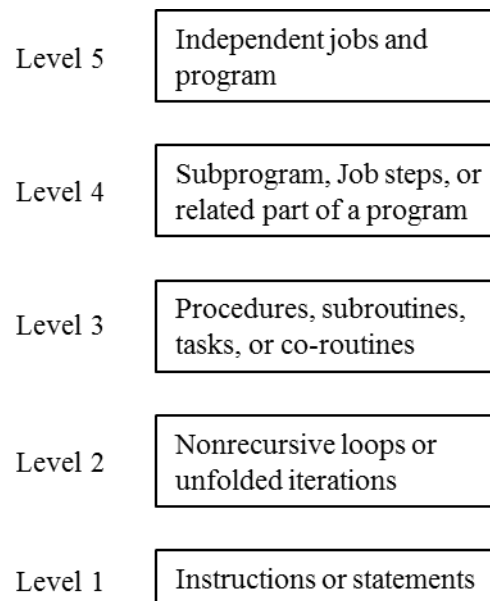 Level 5
Independent jobs and
program
Level 4
Subprogram, Job steps, or
related part of a program
Level 3
Procedures, subroutines,
tasks, or co-routines
Level 2
Nonrecursive loops or
unfolded iterations
Level 1
Instructions or statements